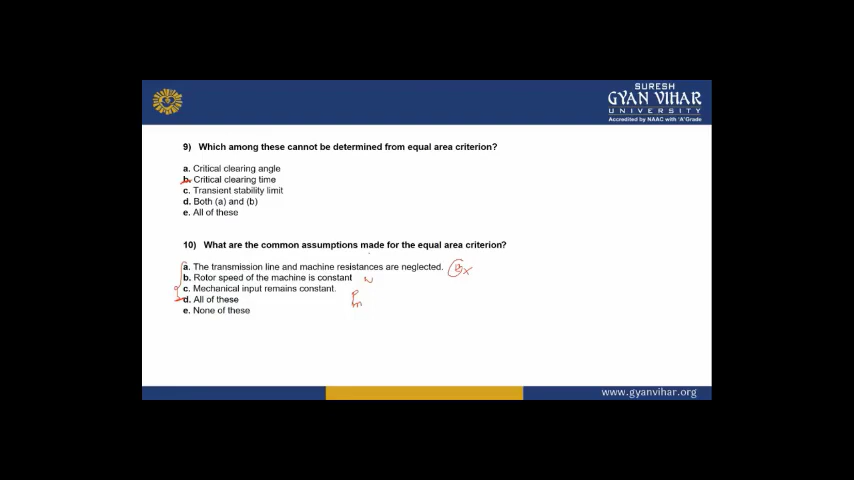 SURESH
GYAN VIHAR
UNIVERSITY
Accredited by NAAC with 'A' Grade
9) Which among these cannot be determined from equal area criterion?
a. Critical clearing angle
b. Critical clearing time
c. Transient stability limit
d. Both (a) and (b)
e. All of these
10) What are the common assumptions made for the equal area criterion?
a. The transmission line and machine resistances are neglected.
b. Rotor speed of the machine is constant N
c. Mechanical input remains constant. Pm
d. All of these
e. None of these
www.gyanvihar.org